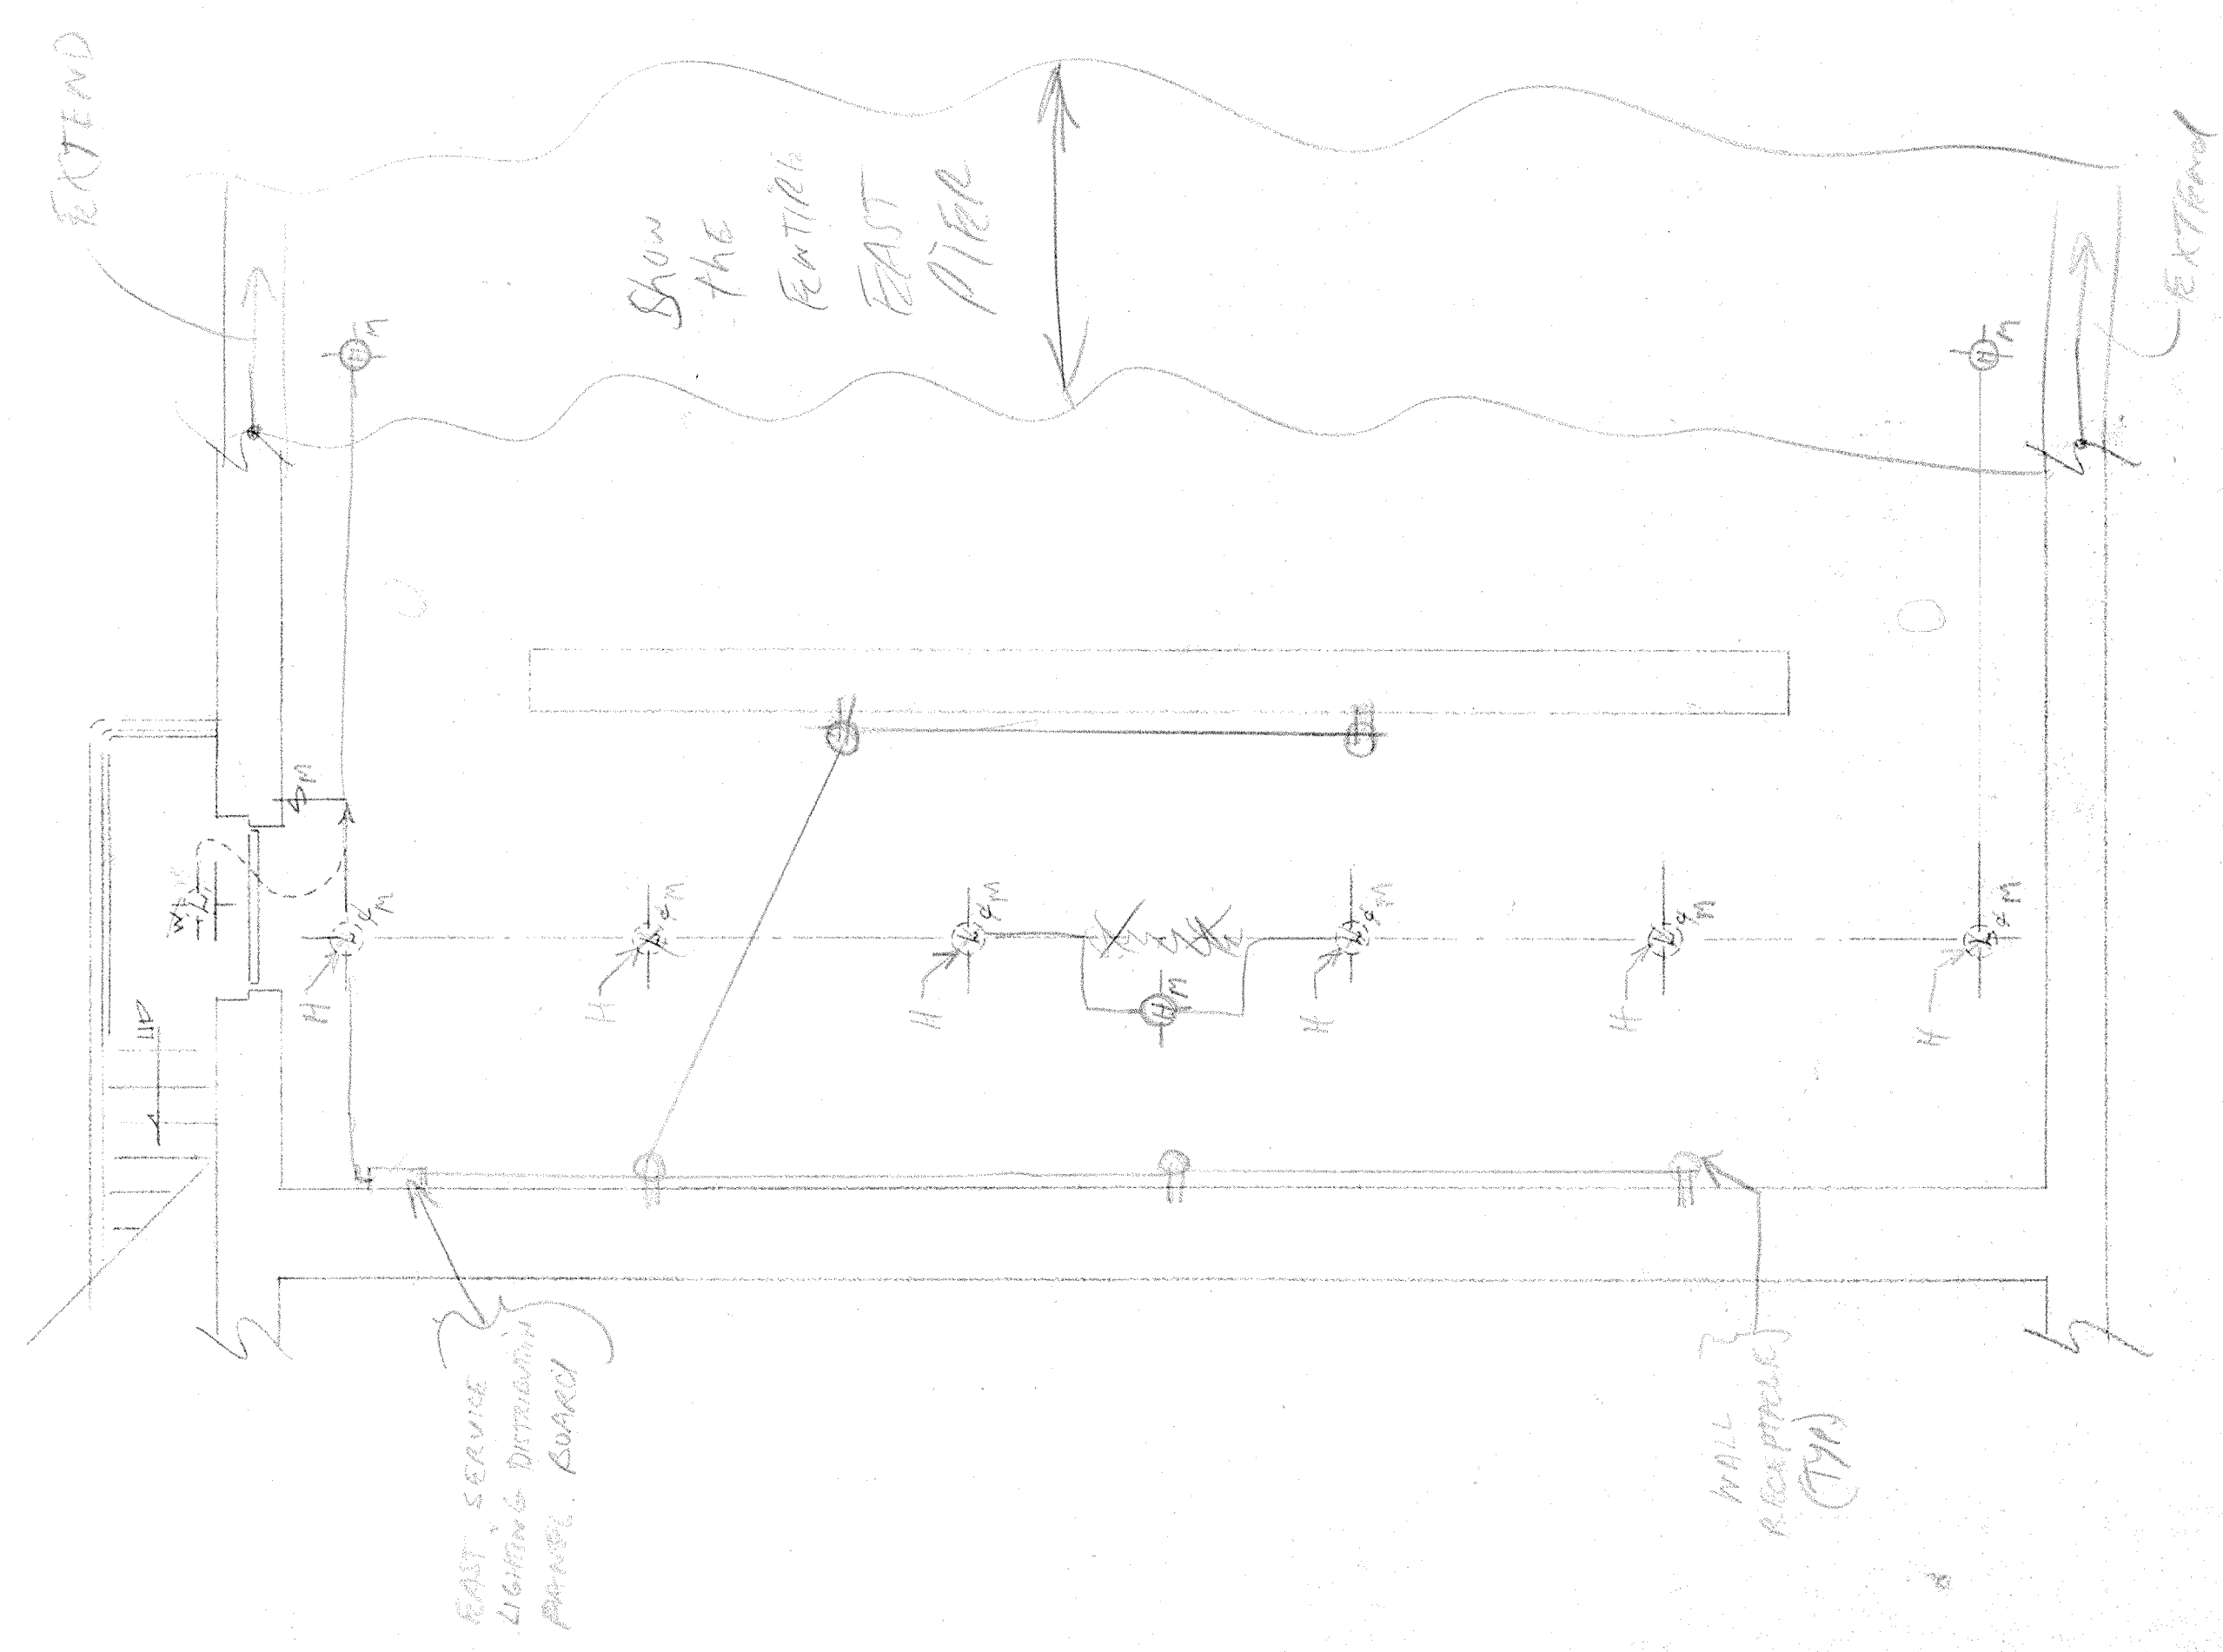 EXTEND
Show
the
ENTIRE
EAST
PIER
EXTEND
M
M
M
UP
M
M
M
M
M
M
M
H
H
H
H
H
H
H
H
H
EAST SERVICE
LIGHTING DISTRIBUTION
PANEL BOARD
WALL
RECEPTACLE
(TYP)